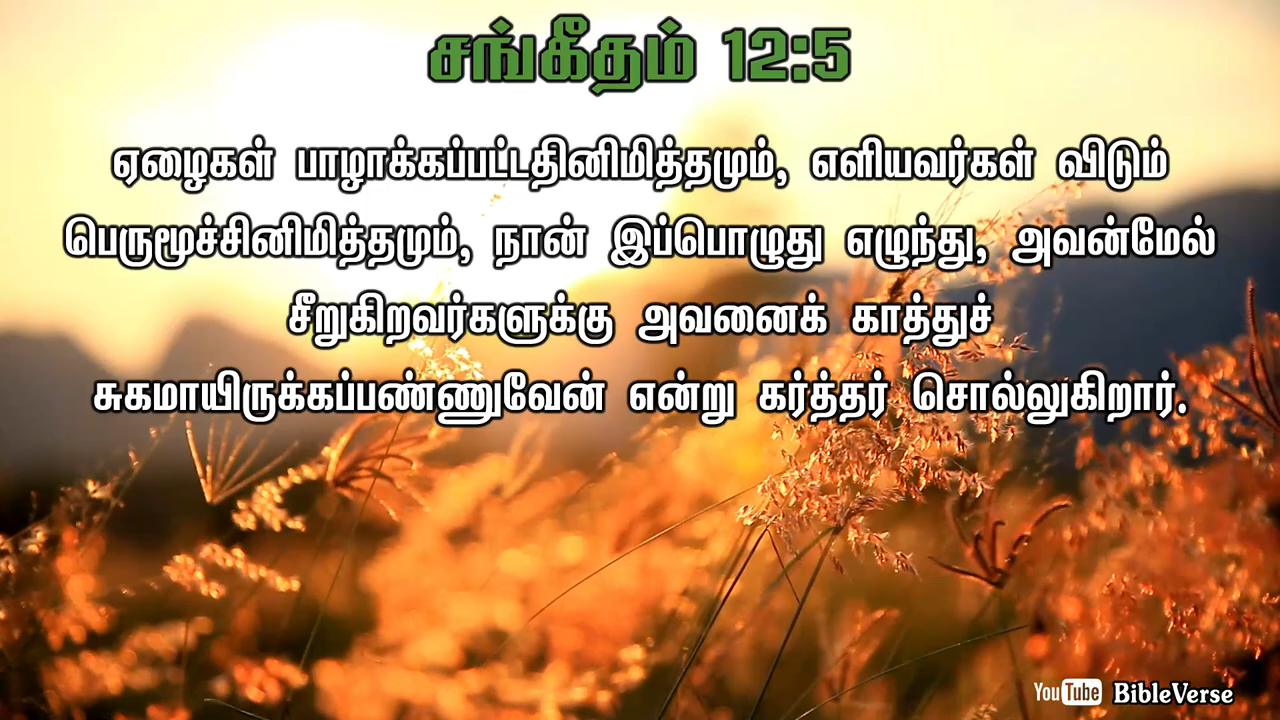 சங்கீதம் 12:5
ஏழைகள் பாழாக்கப்பட்டதினிமித்தமும், எளியவர்கள் விடும்
பெருமூச்சினிமித்தமும், நான் இப்பொழுது எழுந்து, அவன்மேல்
சீறுகிறவர்களுக்கு அவனைக் காத்துச்
சுகமாயிருக்கப்பண்ணுவேன் என்று கர்த்தர் சொல்லுகிறார்.
YouTube BibleVerse